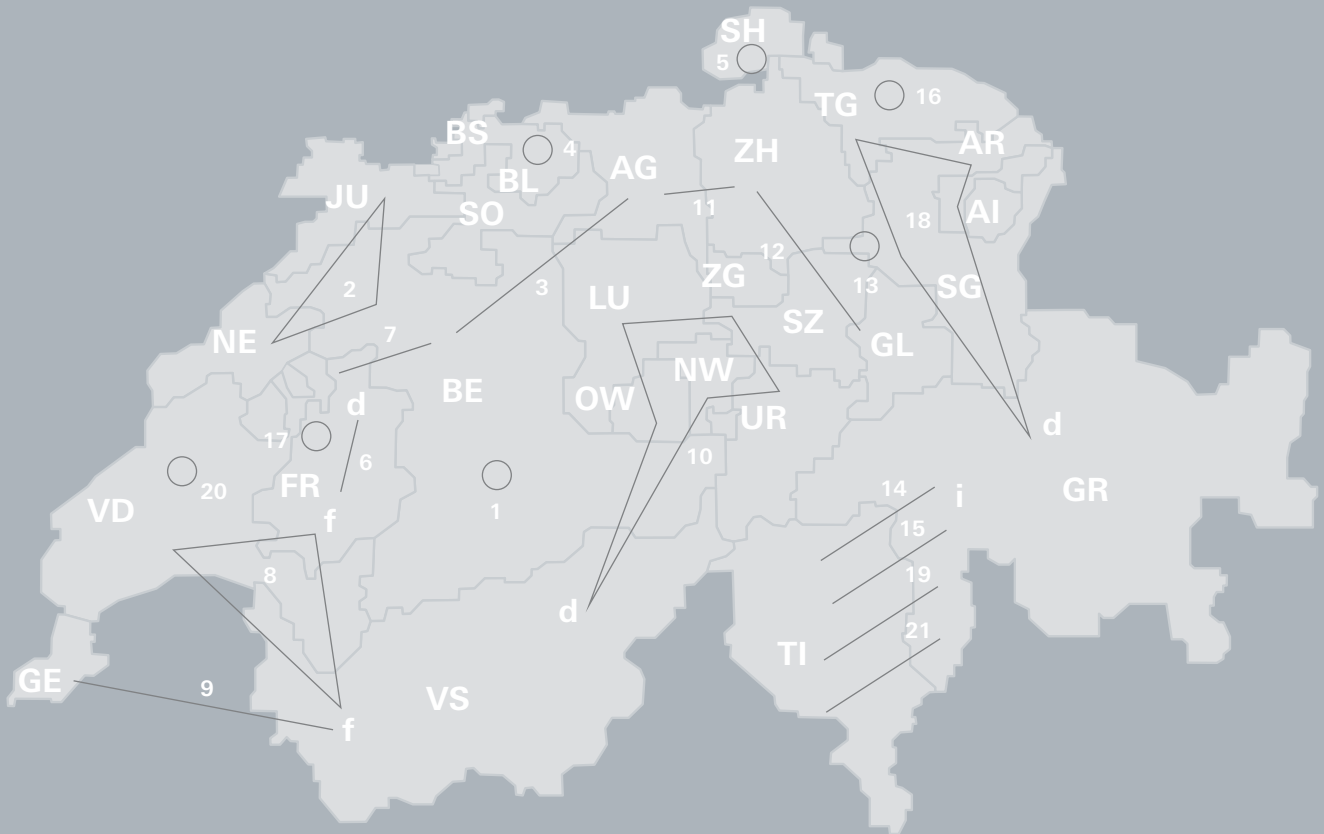 SH
5
TG
16
BS
4
AR
ZH
AG
BL
JU
11
SO
18
AI
12
ZG
2
3
13
SG
LU
7
NE
SZ
GL
NW
BE
OW
d
UR
d
17
10
6
20
FR
14
i
GR
VD
1
f
15
8
19
d
21
TI
GE
9
VS
f